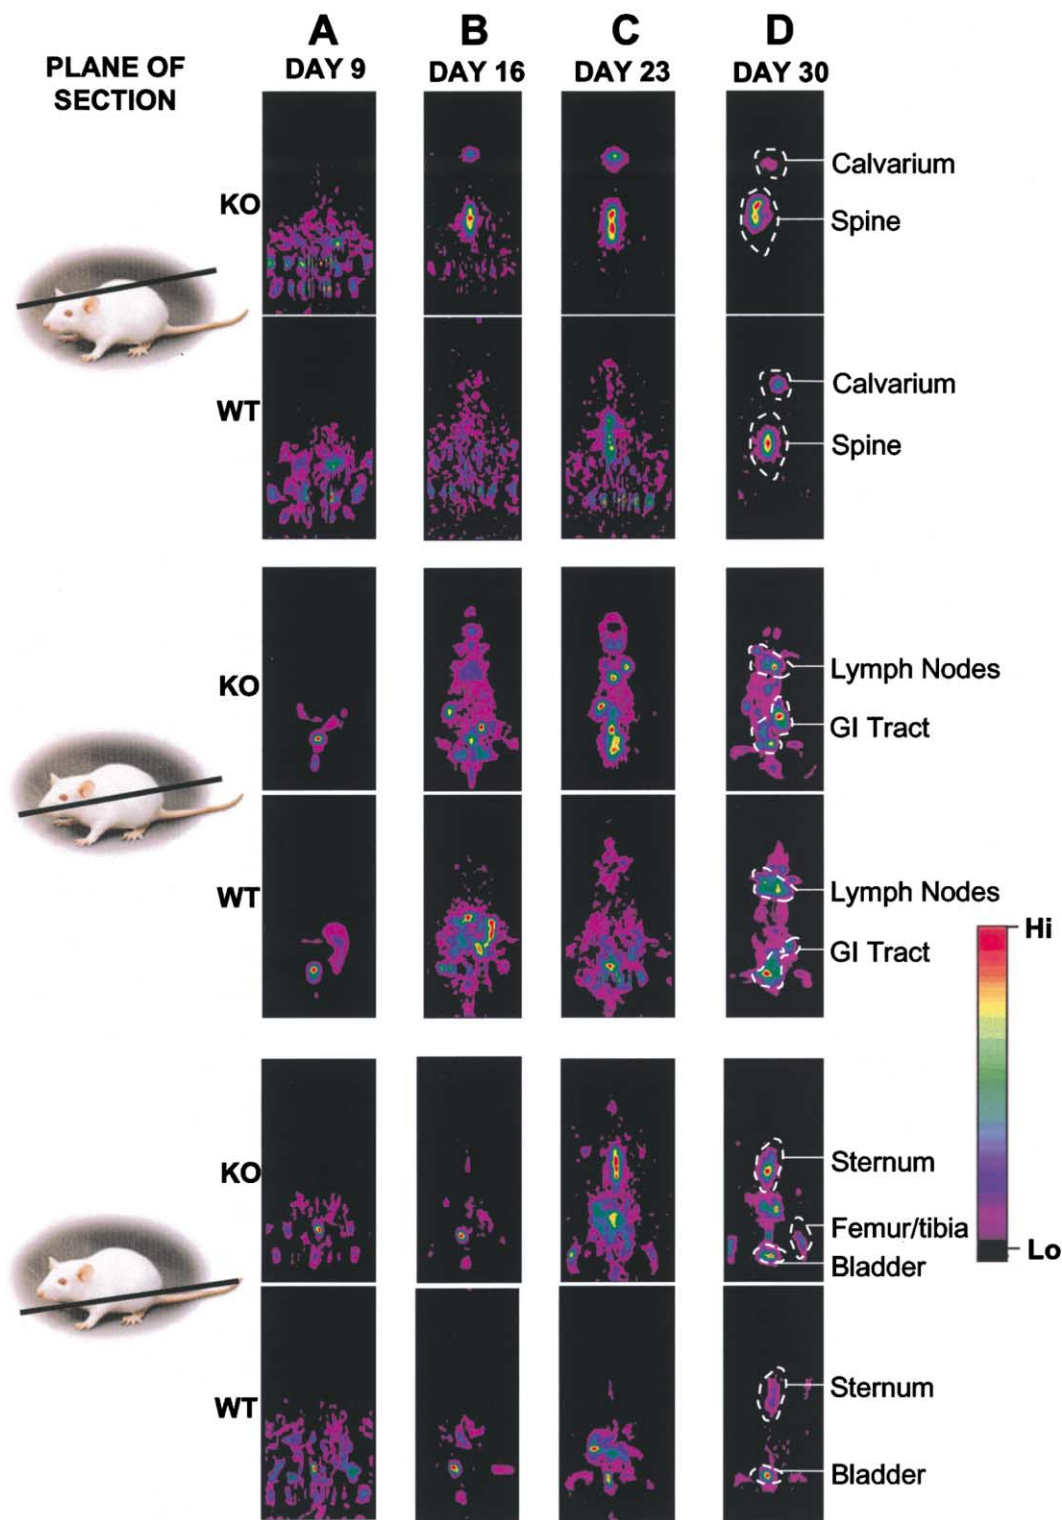 A B C D
PLANE OF
SECTION
DAY 9 DAY 16 DAY 23 DAY 30
KO
Calvarium
Spine
WT
Calvarium
Spine
KO
Lymph Nodes
GI Tract
WT
Lymph Nodes
GI Tract
Hi
Lo
KO
Sternum
Femur/tibia
Bladder
WT
Sternum
Bladder